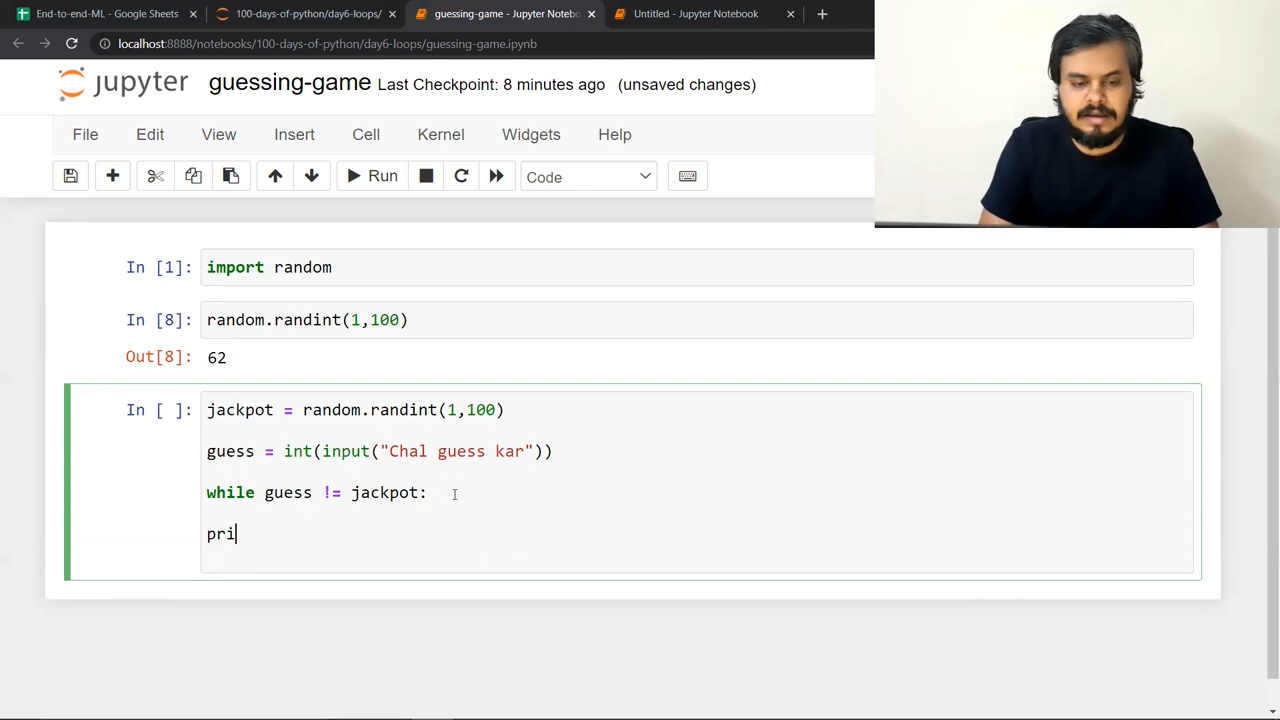 End-to-end-ML - Google Sheets
100-days-of-python/day6-loops/
guessing-game - Jupyter Notebo
Untitled - Jupyter Notebook
localhost:8888/notebooks/100-days-of-python/day6-loops/guessing-game.ipynb
jupyter guessing-game Last Checkpoint: 8 minutes ago (unsaved changes)
File Edit View Insert Cell Kernel Widgets Help
Run Code
In [1]: import random
In [8]: random.randint(1,100)
Out[8]: 62
In [ ]: jackpot = random.randint(1,100)
guess = int(input("Chal guess kar"))
while guess != jackpot:
pri